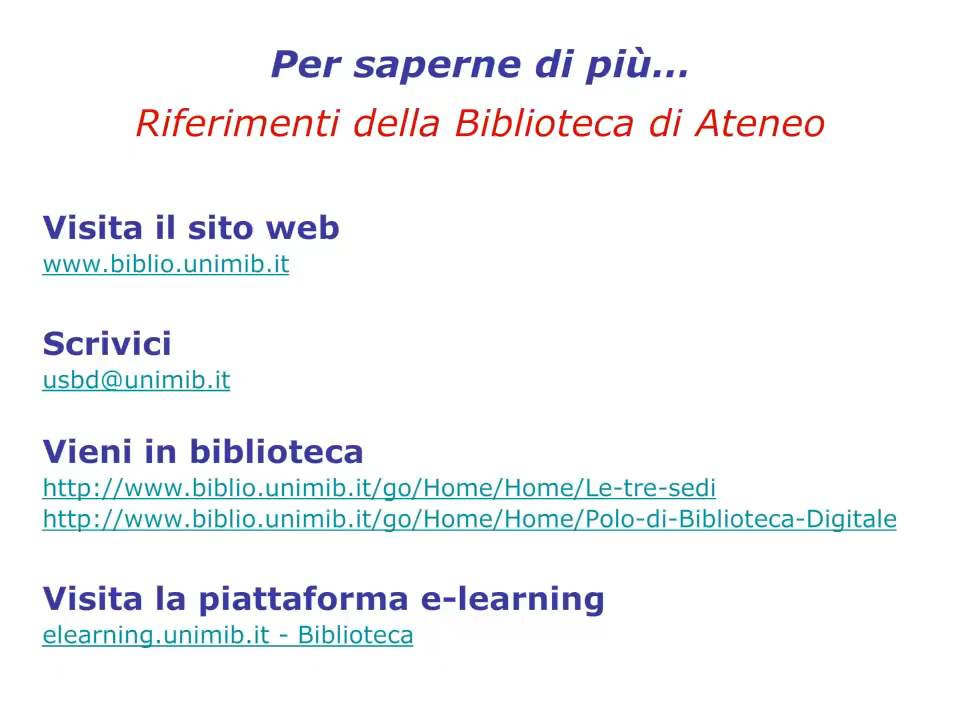 Per saperne di più…
Riferimenti della Biblioteca di Ateneo
Visita il sito web
www.biblio.unimib.it
Scrivici
usbd@unimib.it
Vieni in biblioteca
http://www.biblio.unimib.it/go/Home/Home/Le-tre-sedi
http://www.biblio.unimib.it/go/Home/Home/Polo-di-Biblioteca-Digitale
Visita la piattaforma e-learning
elearning.unimib.it - Biblioteca